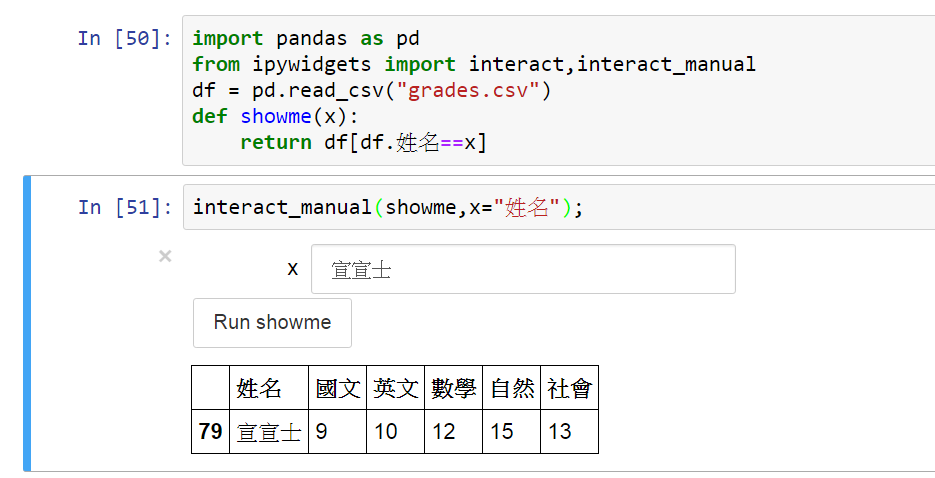 In [50]: import pandas as pd
from ipywidgets import interact,interact_manual
df = pd.read_csv("grades.csv")
def showme(x):
    return df[df.姓名==x]
In [51]: interact_manual(showme,x="姓名");
× x 宣宣士
Run showme
姓名 國文 英文 數學 自然 社會
79 宣宣士 9 10 12 15 13